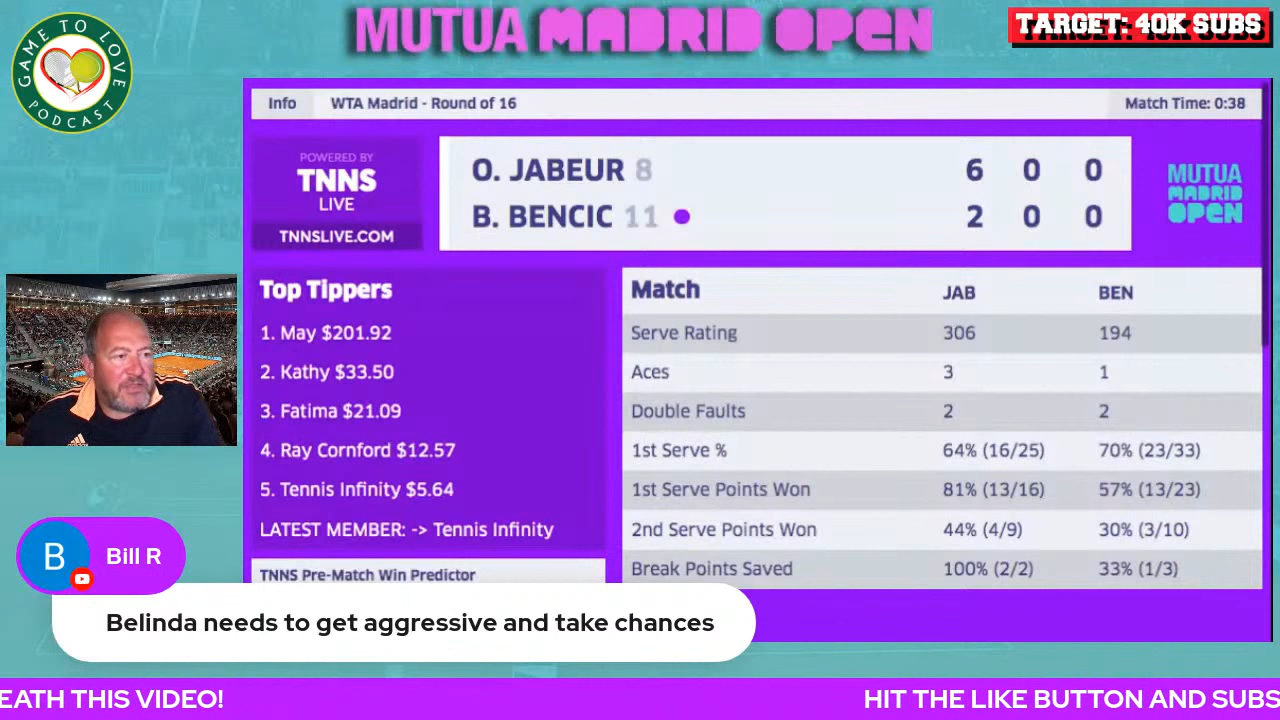 GAME TO LOVE
PODCAST
MUTUA MADRID OPEN
TARGET: 40K SUBS
Info
WTA Madrid - Round of 16
Match Time: 0:38
POWERED BY
TNNS
LIVE
TNNSLIVE.COM
O. JABEUR 8 6 0 0
B. BENCIC 11 2 0 0
MUTUA
MADRID
OPEN
Top Tippers
1. May $201.92
2. Kathy $33.50
3. Fatima $21.09
4. Ray Cornford $12.57
5. Tennis Infinity $5.64
LATEST MEMBER: -> Tennis Infinity
TNNS Pre-Match Win Predictor
Match JAB BEN
Serve Rating 306 194
Aces 3 1
Double Faults 2 2
1st Serve % 64% (16/25) 70% (23/33)
1st Serve Points Won 81% (13/16) 57% (13/23)
2nd Serve Points Won 44% (4/9) 30% (3/10)
Break Points Saved 100% (2/2) 33% (1/3)
B
Bill R
Belinda needs to get aggressive and take chances
EATH THIS VIDEO!
HIT THE LIKE BUTTON AND SUBS